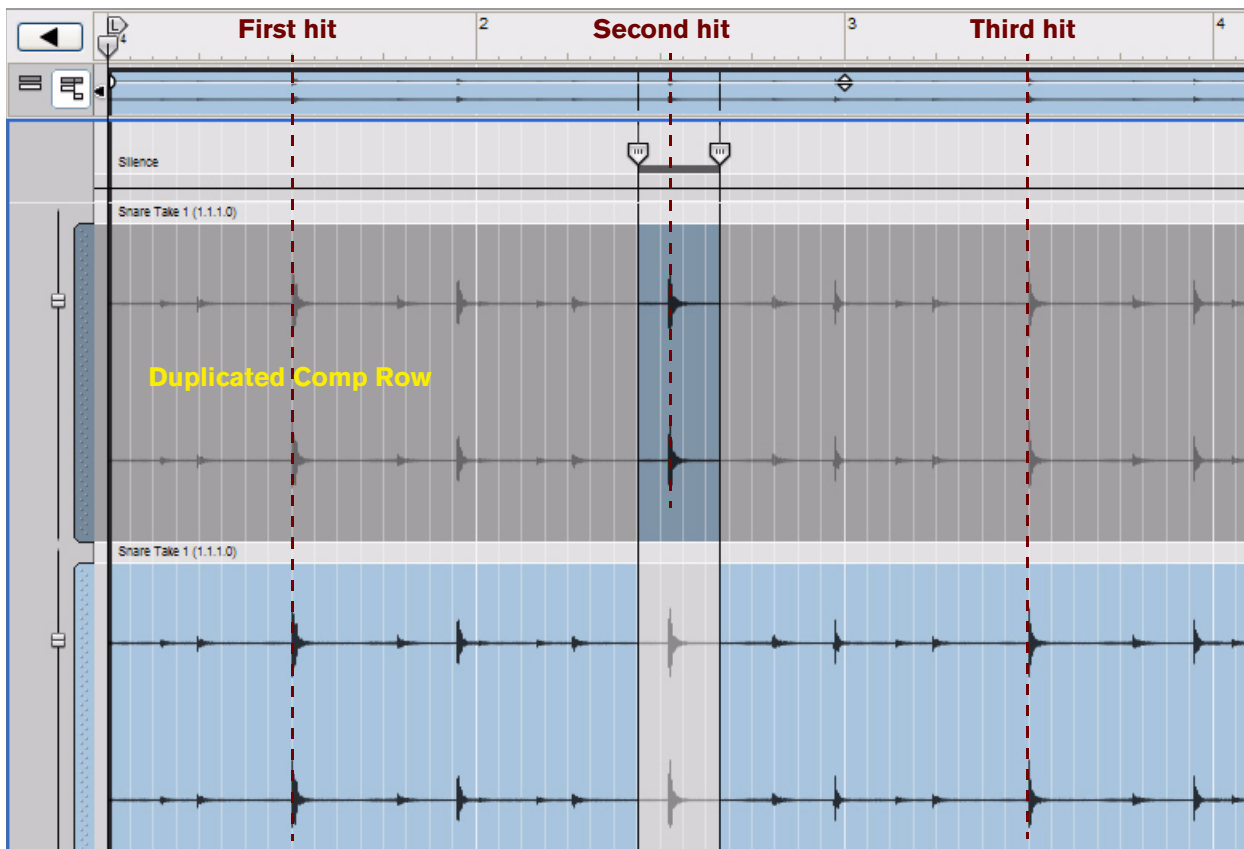 First hit
Second hit
Third hit
L
4
2
3
4
Silence
Snare Take 1 (1.1.1.0)
Duplicated Comp Row
Snare Take 1 (1.1.1.0)